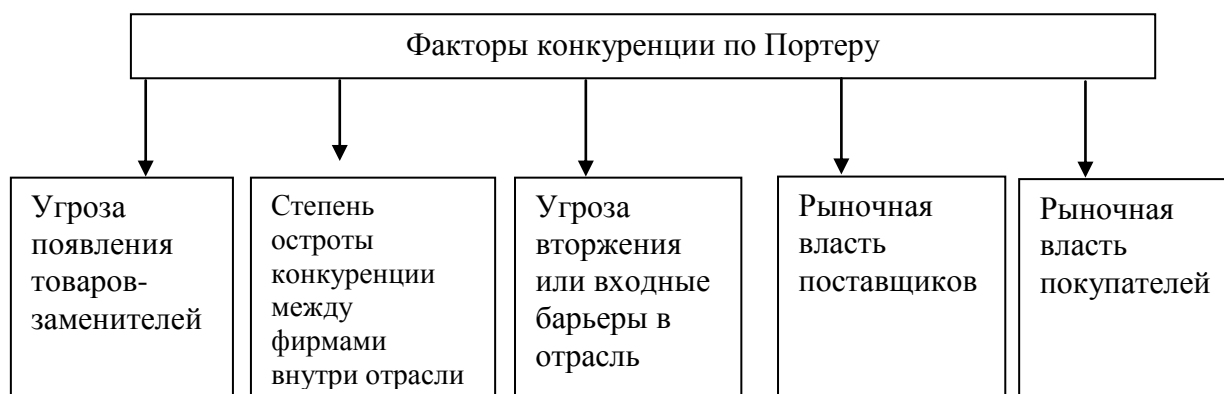 Факторы конкуренции по Портеру
Угроза
появления
товаров-
заменителей
Степень
остроты
конкуренции
между
фирмами
внутри отрасли
Угроза
вторжения
или входные
барьеры в
отрасль
Рыночная
власть
поставщиков
Рыночная
власть
покупателей